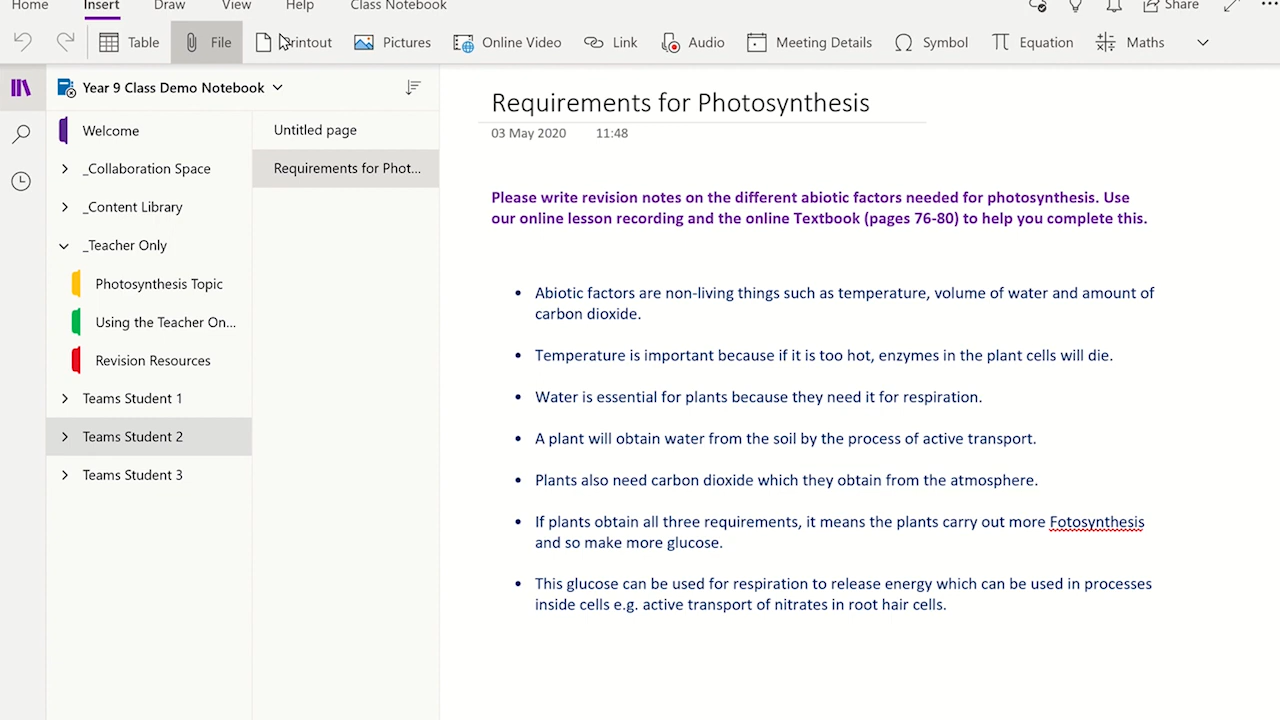 Home Insert Draw View Help Class Notebook Share
Table File Printout Pictures Online Video Link Audio Meeting Details Symbol Equation Maths
Year 9 Class Demo Notebook
Welcome
_Collaboration Space
_Content Library
_Teacher Only
Photosynthesis Topic
Using the Teacher On...
Revision Resources
Teams Student 1
Teams Student 2
Teams Student 3
Untitled page
Requirements for Phot...
Requirements for Photosynthesis
03 May 2020 11:48
Please write revision notes on the different abiotic factors needed for photosynthesis. Use
our online lesson recording and the online Textbook (pages 76-80) to help you complete this.
• Abiotic factors are non-living things such as temperature, volume of water and amount of
carbon dioxide.
• Temperature is important because if it is too hot, enzymes in the plant cells will die.
• Water is essential for plants because they need it for respiration.
• A plant will obtain water from the soil by the process of active transport.
• Plants also need carbon dioxide which they obtain from the atmosphere.
• If plants obtain all three requirements, it means the plants carry out more Fotosynthesis
and so make more glucose.
• This glucose can be used for respiration to release energy which can be used in processes
inside cells e.g. active transport of nitrates in root hair cells.